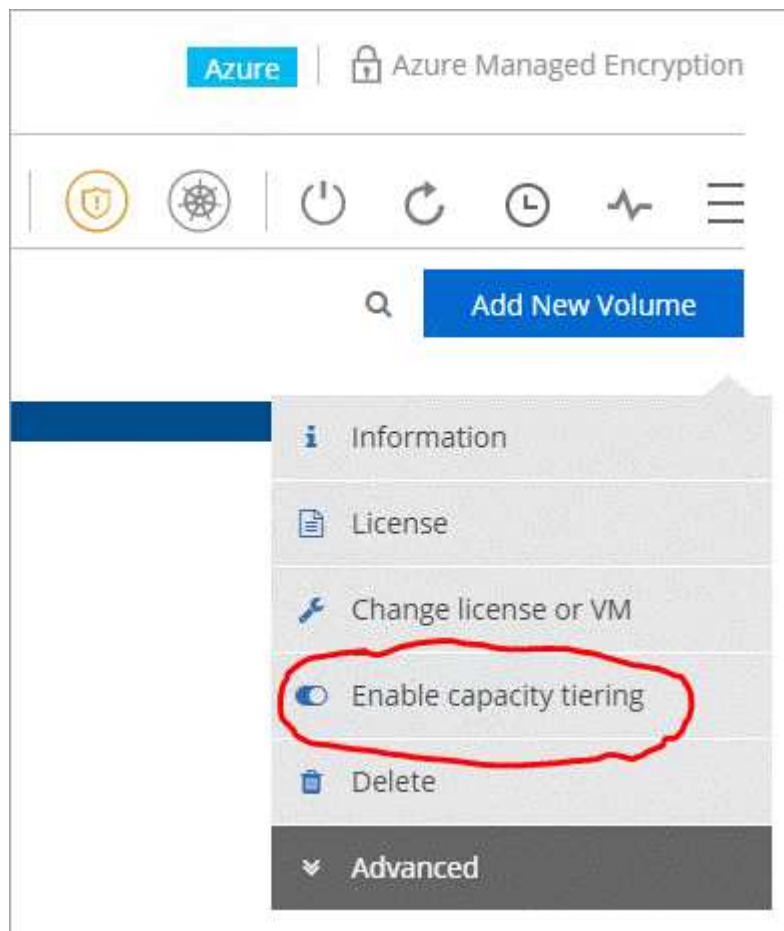 Azure
Azure Managed Encryption
Add New Volume
Information
License
Change license or VM
Enable capacity tiering
Delete
Advanced